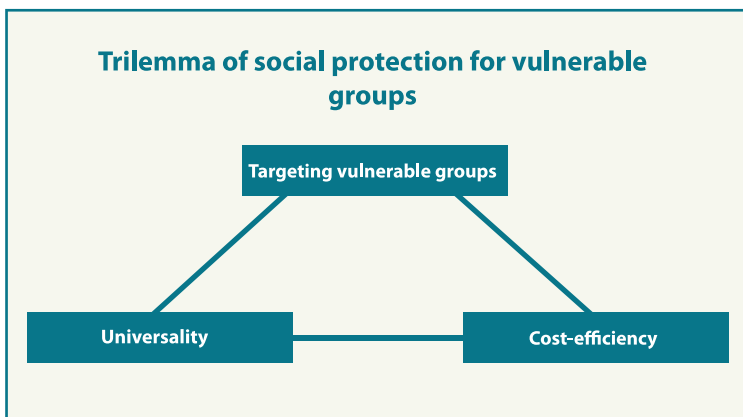 Trilemma of social protection for vulnerable
groups
Targeting vulnerable groups
Universality
Cost-efficiency